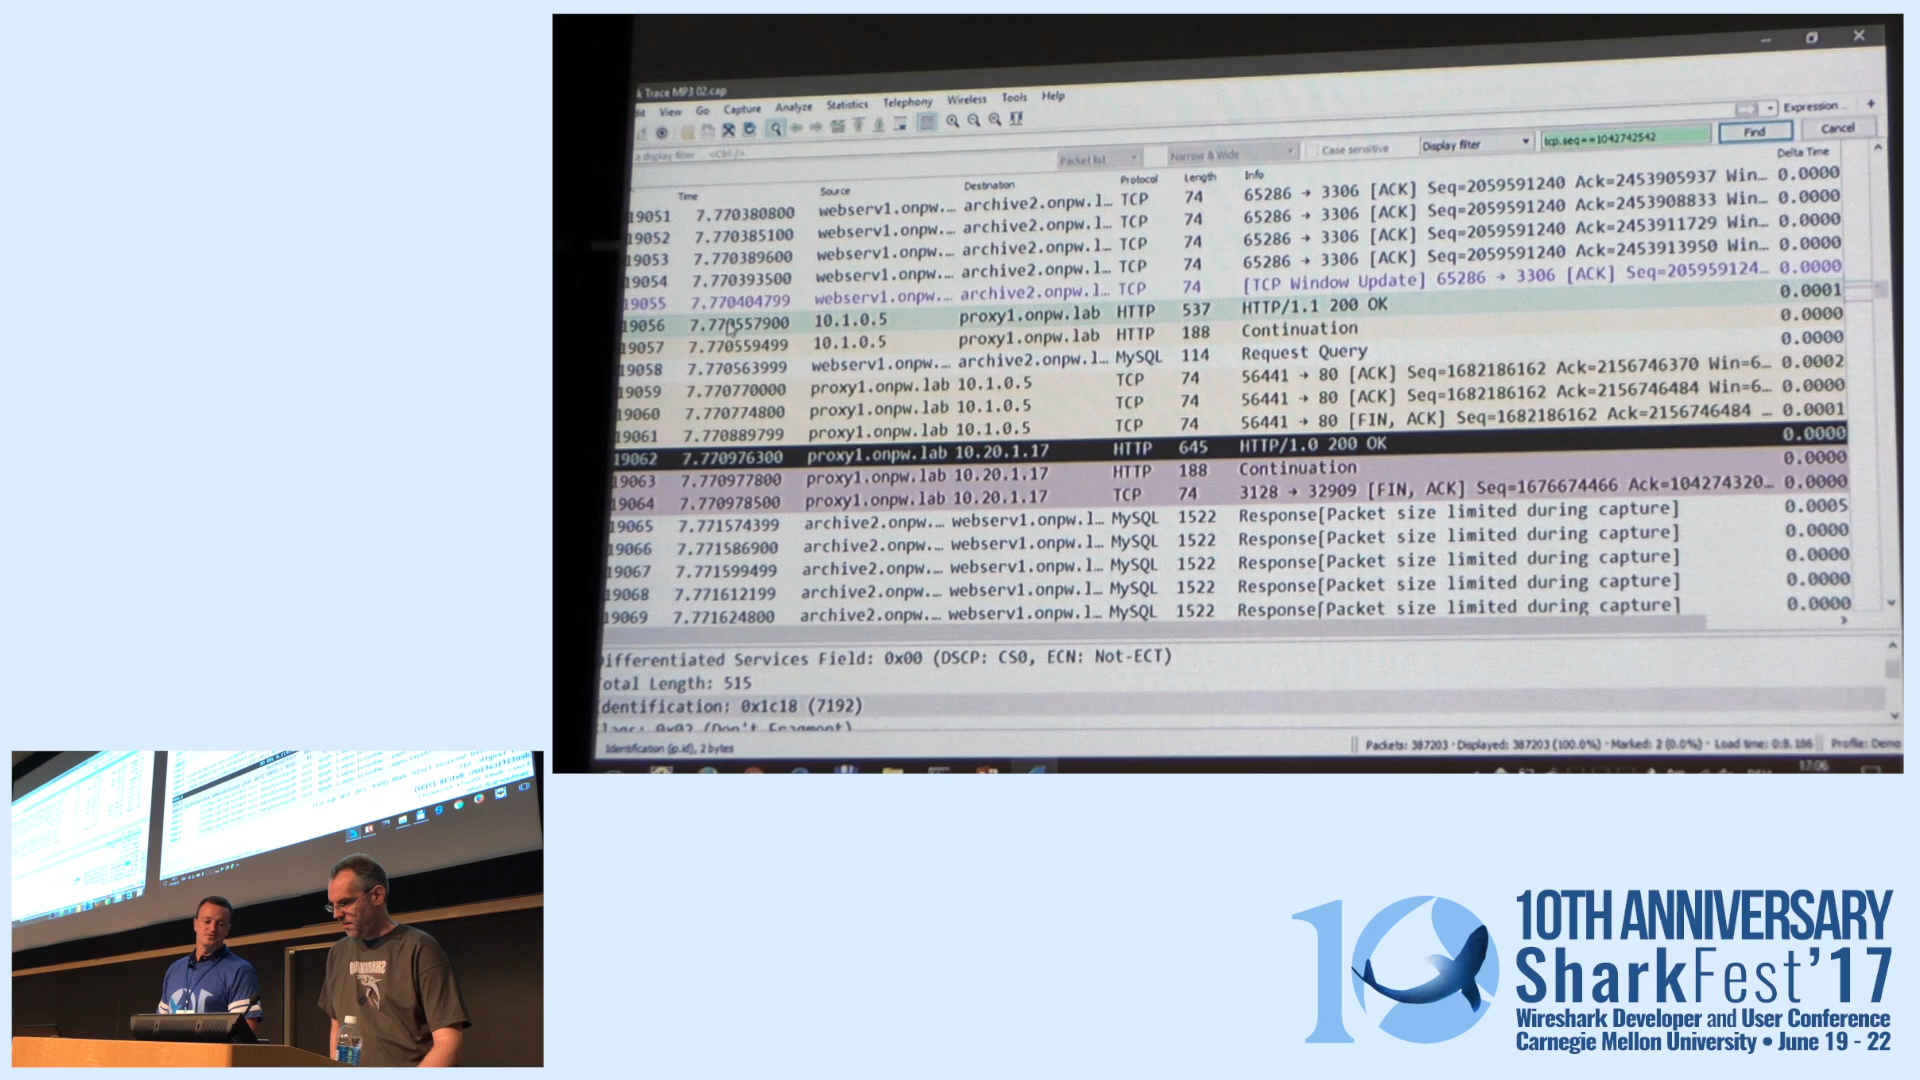 k Trace MP3 02.cap
View Go Capture Analyze Statistics Telephony Wireless Tools Help
Expression... +
a display filter <Ctrl-/> Packet list Narrow & Wide Case sensitive Display filter tcp.seq==1042742542 Find Cancel
Time Source Destination Protocol Length Info Delta Time
19051 7.770380800 webserv1.onpw.… archive2.onpw.l… TCP 74 65286 → 3306 [ACK] Seq=2059591240 Ack=2453905937 Win… 0.0000
19052 7.770385100 webserv1.onpw.… archive2.onpw.l… TCP 74 65286 → 3306 [ACK] Seq=2059591240 Ack=2453908833 Win… 0.0000
19053 7.770389600 webserv1.onpw.… archive2.onpw.l… TCP 74 65286 → 3306 [ACK] Seq=2059591240 Ack=2453911729 Win… 0.0000
19054 7.770393500 webserv1.onpw.… archive2.onpw.l… TCP 74 65286 → 3306 [ACK] Seq=2059591240 Ack=2453913950 Win… 0.0000
19055 7.770404799 webserv1.onpw.… archive2.onpw.l… TCP 74 [TCP Window Update] 65286 → 3306 [ACK] Seq=205959124… 0.0000
19056 7.770557900 10.1.0.5 proxy1.onpw.lab HTTP 537 HTTP/1.1 200 OK 0.0001
19057 7.770559499 10.1.0.5 proxy1.onpw.lab HTTP 188 Continuation 0.0000
19058 7.770563999 webserv1.onpw.… archive2.onpw.l… MySQL 114 Request Query 0.0000
19059 7.770770000 proxy1.onpw.lab 10.1.0.5 TCP 74 56441 → 80 [ACK] Seq=1682186162 Ack=2156746370 Win=6… 0.0002
19060 7.770774800 proxy1.onpw.lab 10.1.0.5 TCP 74 56441 → 80 [ACK] Seq=1682186162 Ack=2156746484 Win=6… 0.0000
19061 7.770889799 proxy1.onpw.lab 10.1.0.5 TCP 74 56441 → 80 [FIN, ACK] Seq=1682186162 Ack=2156746484 … 0.0001
19062 7.770976300 proxy1.onpw.lab 10.20.1.17 HTTP 645 HTTP/1.0 200 OK 0.0000
19063 7.770977800 proxy1.onpw.lab 10.20.1.17 HTTP 188 Continuation 0.0000
19064 7.770978500 proxy1.onpw.lab 10.20.1.17 TCP 74 3128 → 32909 [FIN, ACK] Seq=1676674466 Ack=104274320… 0.0000
19065 7.771574399 archive2.onpw.… webserv1.onpw.l… MySQL 1522 Response[Packet size limited during capture] 0.0005
19066 7.771586900 archive2.onpw.… webserv1.onpw.l… MySQL 1522 Response[Packet size limited during capture] 0.0000
19067 7.771599499 archive2.onpw.… webserv1.onpw.l… MySQL 1522 Response[Packet size limited during capture] 0.0000
19068 7.771612199 archive2.onpw.… webserv1.onpw.l… MySQL 1522 Response[Packet size limited during capture] 0.0000
19069 7.771624800 archive2.onpw.… webserv1.onpw.l… MySQL 1522 Response[Packet size limited during capture] 0.0000
ifferentiated Services Field: 0x00 (DSCP: CS0, ECN: Not-ECT)
otal Length: 515
dentification: 0x1c18 (7192)
lags: 0x02 (Don't Fragment)
Identification (ip.id), 2 bytes Packets: 387203 · Displayed: 387203 (100.0%) · Marked: 2 (0.0%) · Load time: 0:8.186 Profile: Demo
17:06
10
10TH ANNIVERSARY
SharkFest'17
Wireshark Developer and User Conference
Carnegie Mellon University • June 19 - 22